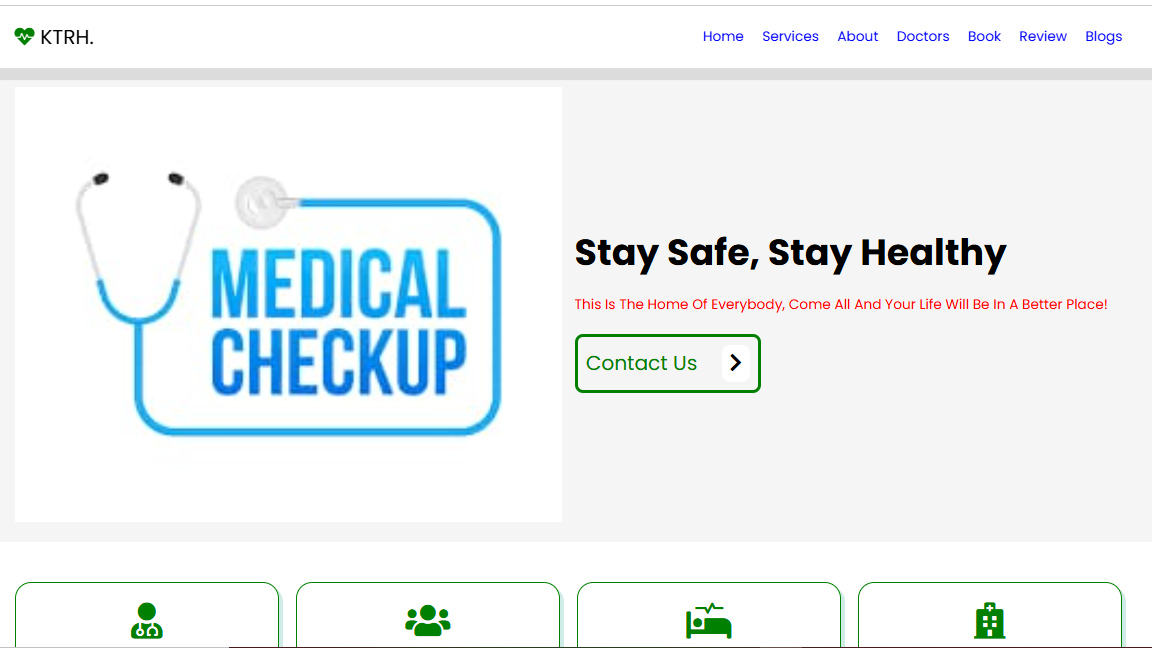 KTRH.
Home Services About Doctors Book Review Blogs
MEDICAL
CHECKUP
Stay Safe, Stay Healthy
This Is The Home Of Everybody, Come All And Your Life Will Be In A Better Place!
Contact Us